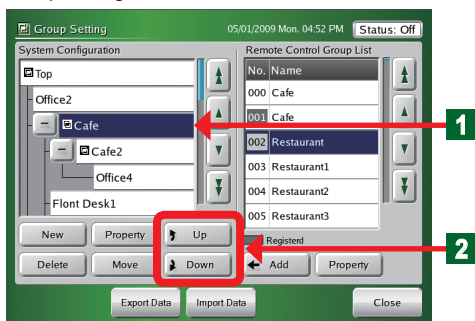 Group Setting 05/01/2009 Mon. 04:52 PM Status: Off
System Configuration
Top
Office2
Cafe
Cafe2
Office4
Flont Desk1
Remote Control Group List
No. Name
000 Cafe
001 Cafe
002 Restaurant
003 Restaurant1
004 Restaurant2
005 Restaurant3
Registerd
New Property Up
Delete Move Down
Add Property
Export Data Import Data Close
1
2